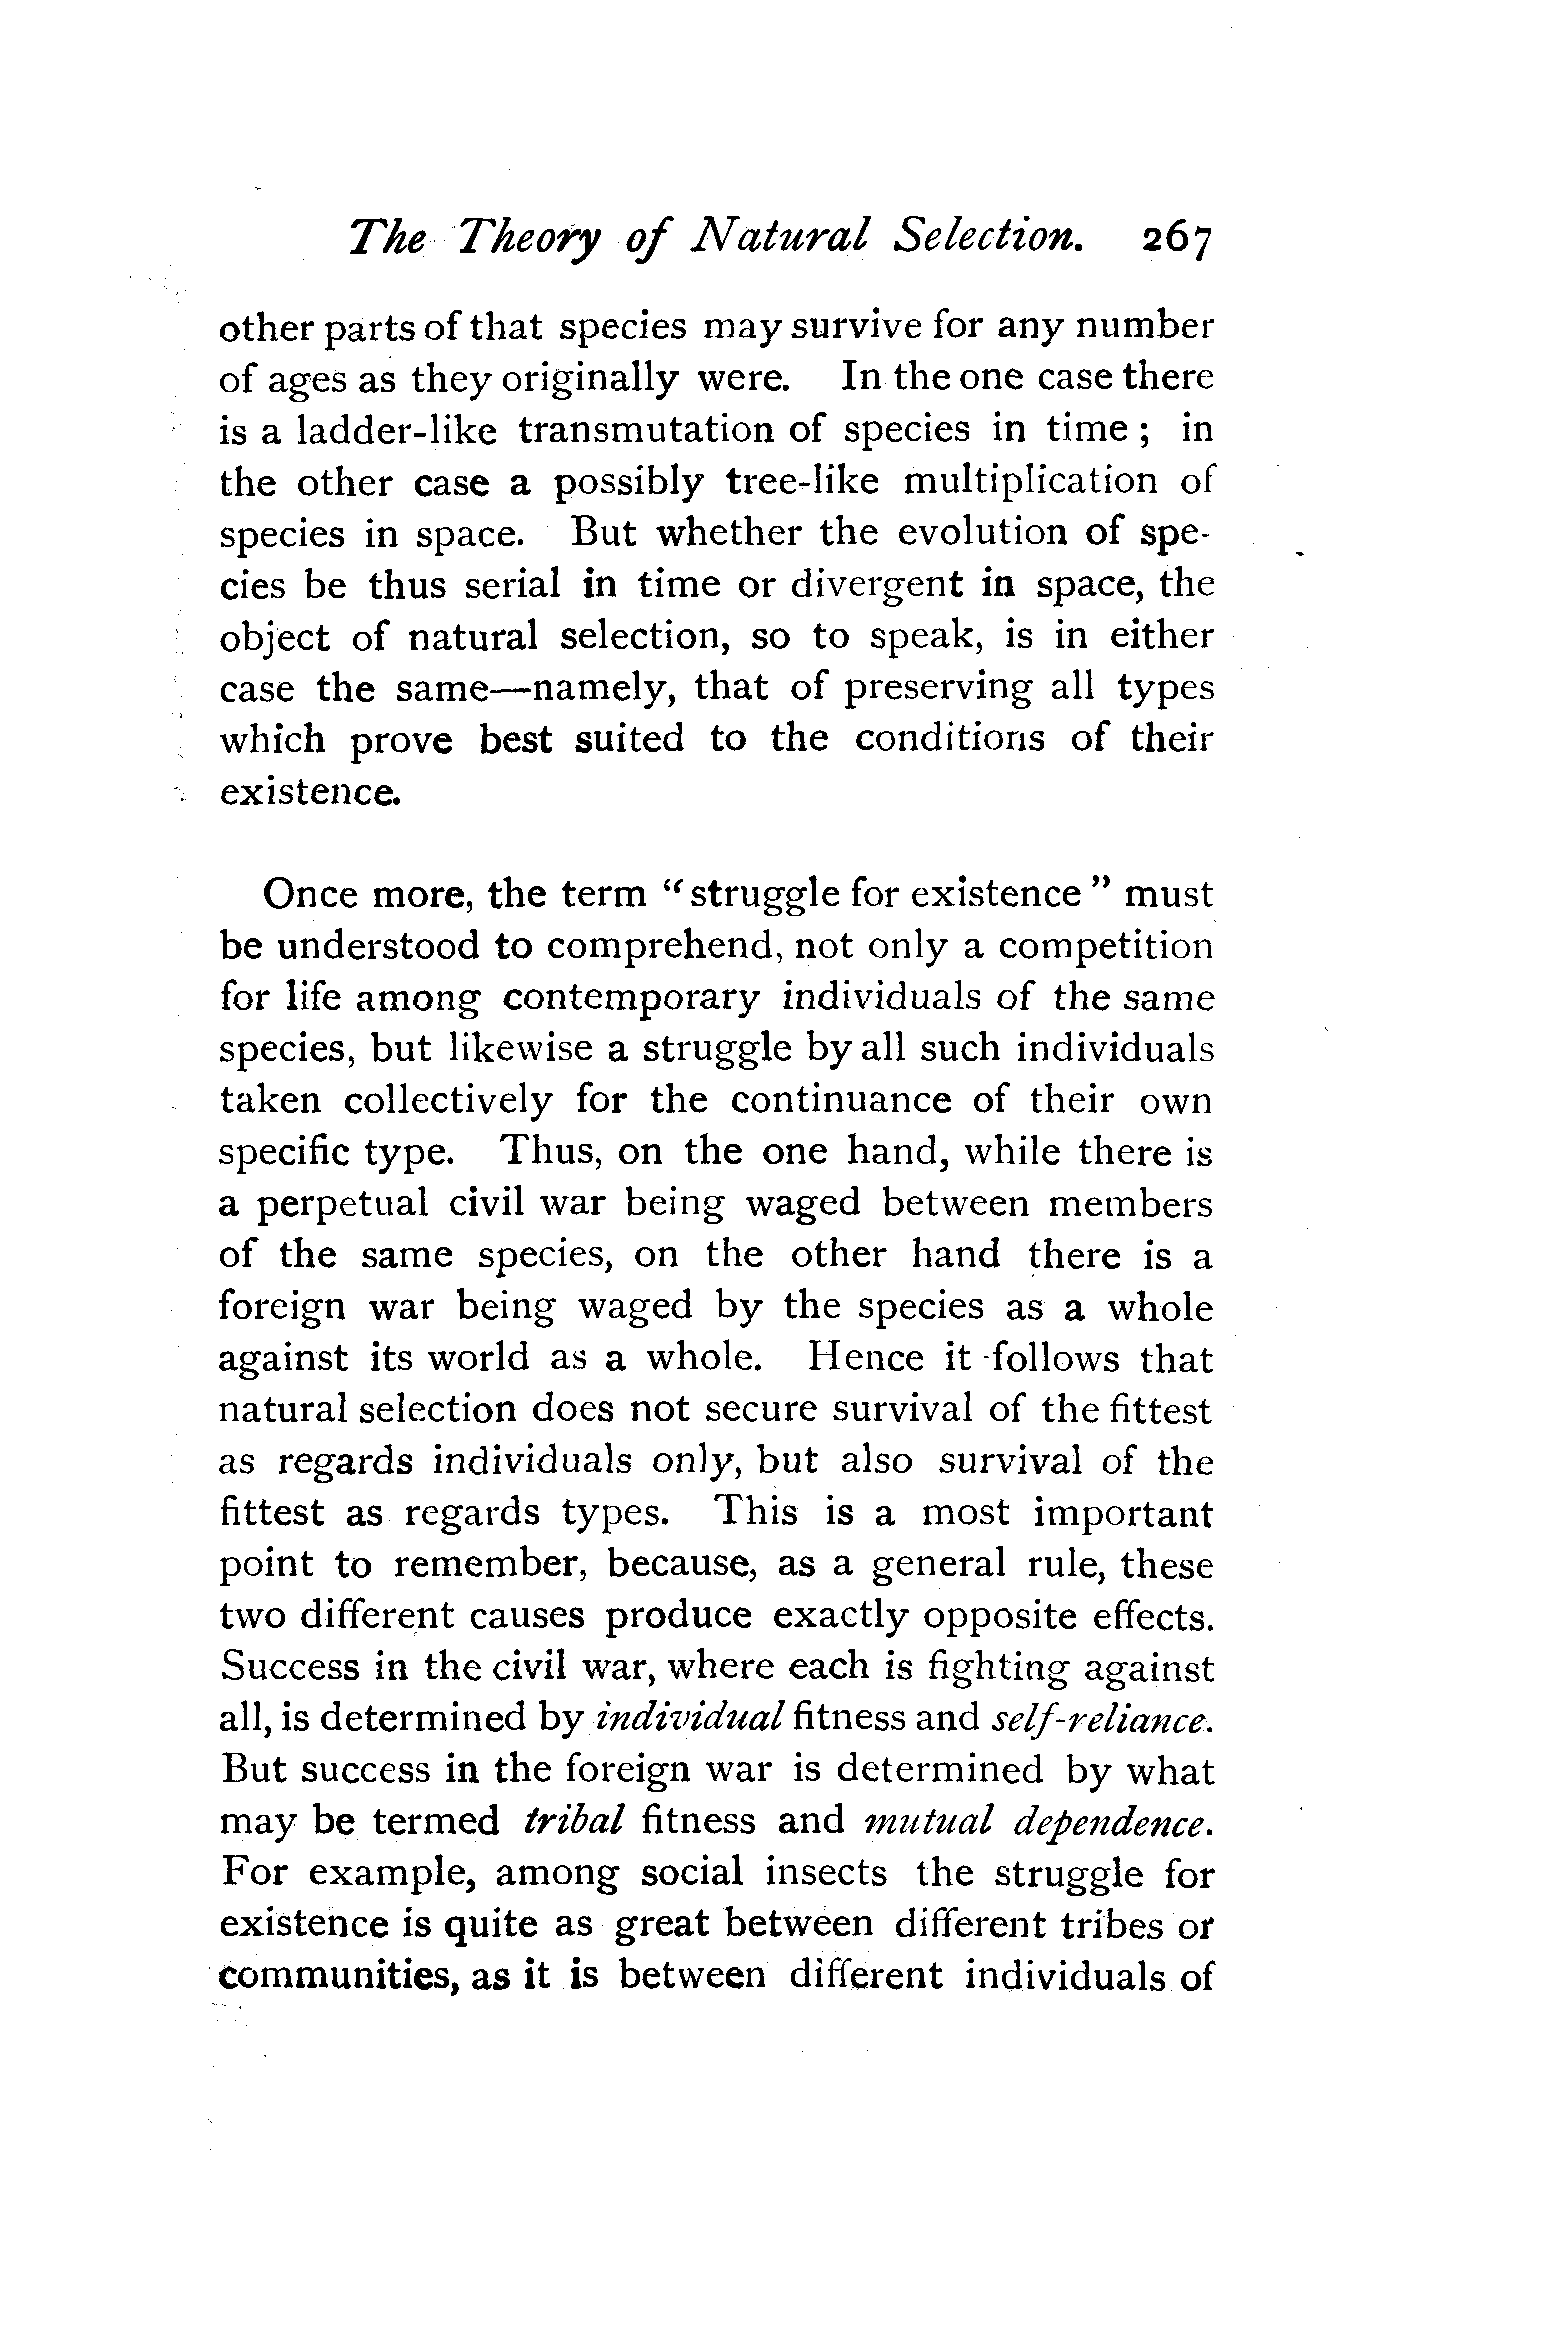 The Theory of Natural Selection. 267
other parts of that species may survive for any number
of ages as they originally were. In the one case there
is a ladder-like transmutation of species in time ; in
the other case a possibly tree-like multiplication of
species in space. But whether the evolution of spe-
cies be thus serial in time or divergent in space, the
object of natural selection, so to speak, is in either
case the same—namely, that of preserving all types
which prove best suited to the conditions of their
existence.
Once more, the term “struggle for existence” must
be understood to comprehend, not only a competition
for life among contemporary individuals of the same
species, but likewise a struggle by all such individuals
taken collectively for the continuance of their own
specific type. Thus, on the one hand, while there is
a perpetual civil war being waged between members
of the same species, on the other hand there is a
foreign war being waged by the species as a whole
against its world as a whole. Hence it follows that
natural selection does not secure survival of the fittest
as regards individuals only, but also survival of the
fittest as regards types. This is a most important
point to remember, because, as a general rule, these
two different causes produce exactly opposite effects.
Success in the civil war, where each is fighting against
all, is determined by individual fitness and self-reliance.
But success in the foreign war is determined by what
may be termed tribal fitness and mutual dependence.
For example, among social insects the struggle for
existence is quite as great between different tribes or
communities, as it is between different individuals of